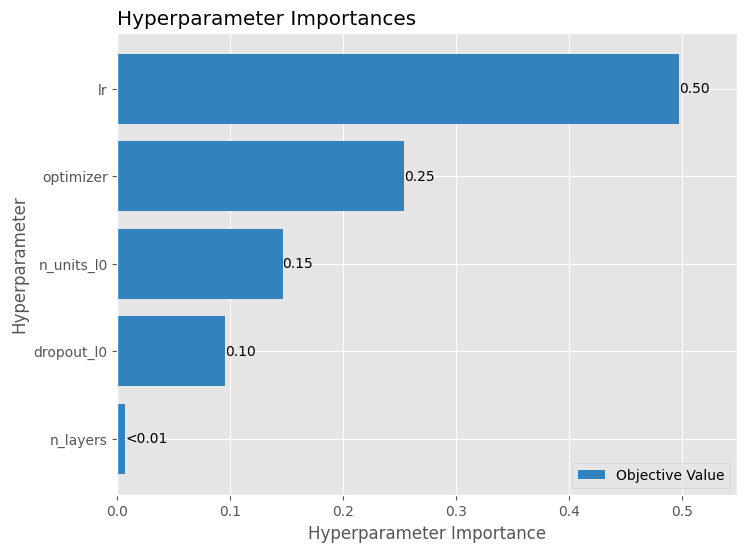 Hyperparameter Importances
Hyperparameter
lr
0.50
optimizer
0.25
n_units_l0
0.15
dropout_l0
0.10
n_layers
<0.01
Objective Value
0.0 0.1 0.2 0.3 0.4 0.5
Hyperparameter Importance